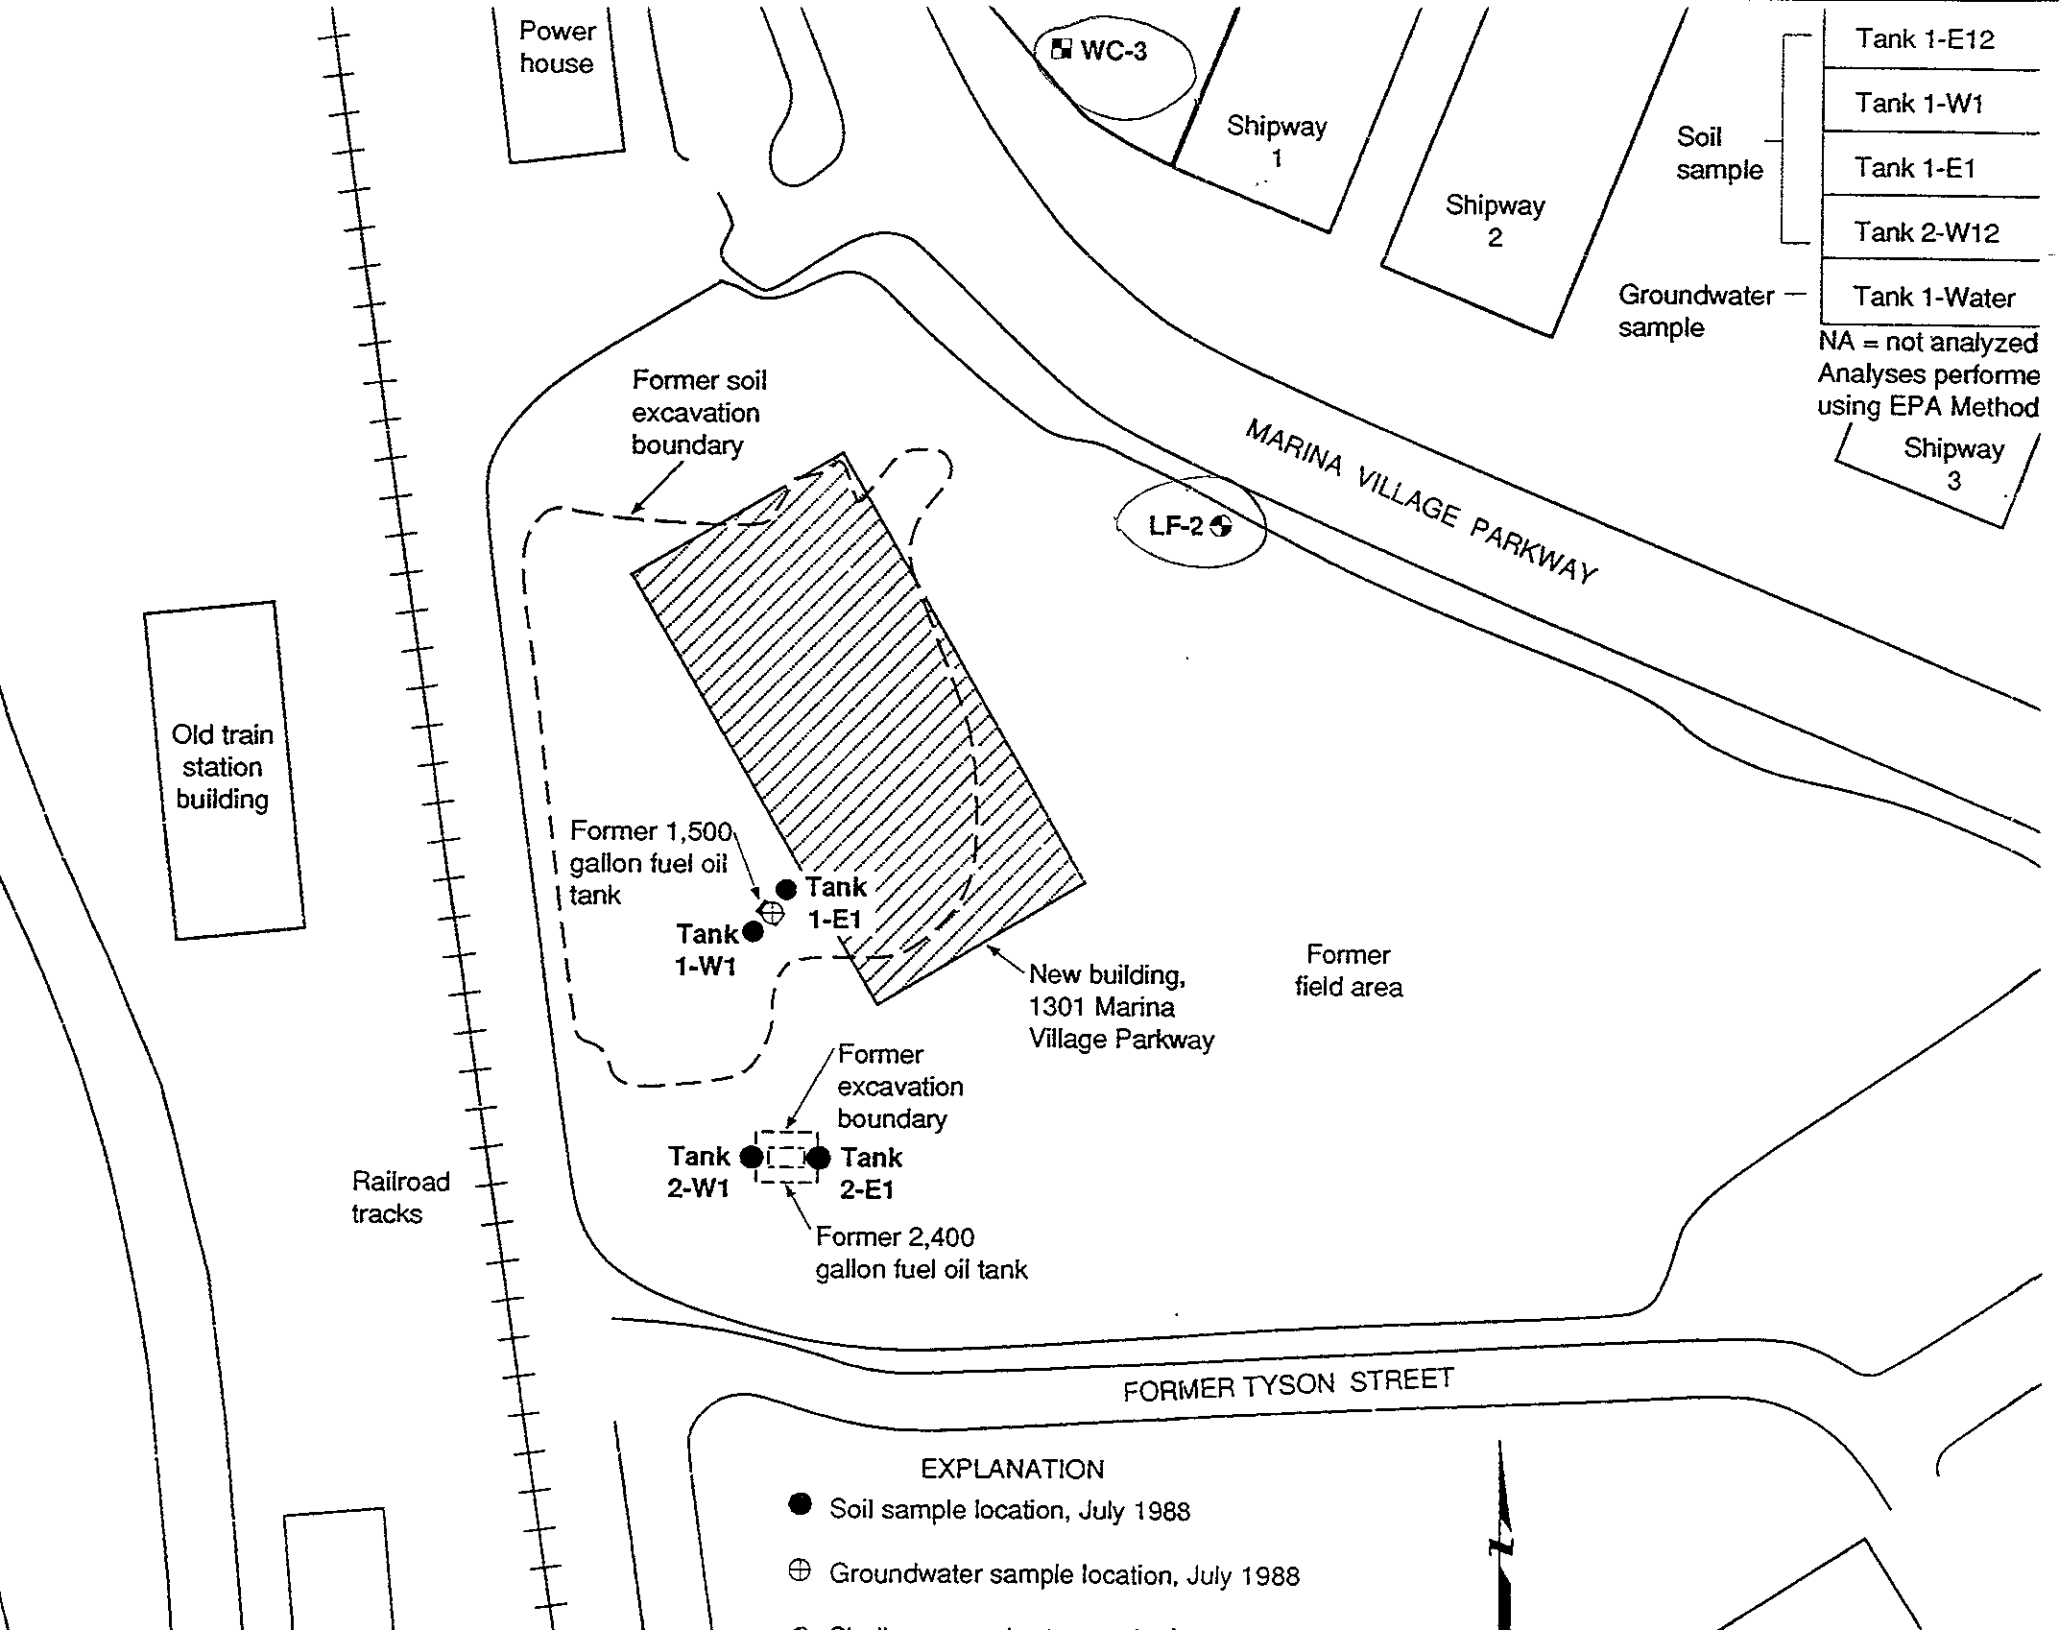 Power
house
WC-3
Shipway
1
Shipway
2
Soil
sample
Tank 1-E12
Tank 1-W1
Tank 1-E1
Tank 2-W12
Groundwater
sample
Tank 1-Water
NA = not analyzed
Analyses performe
using EPA Method
Shipway
3
Former soil
excavation
boundary
MARINA VILLAGE PARKWAY
LF-2
Old train
station
building
Former 1,500
gallon fuel oil
tank
Tank
1-E1
Tank
1-W1
New building,
1301 Marina
Village Parkway
Former
field area
Former
excavation
boundary
Tank
2-W1
Tank
2-E1
Railroad
tracks
Former 2,400
gallon fuel oil tank
FORMER TYSON STREET
EXPLANATION
Soil sample location, July 1988
Groundwater sample location, July 1988